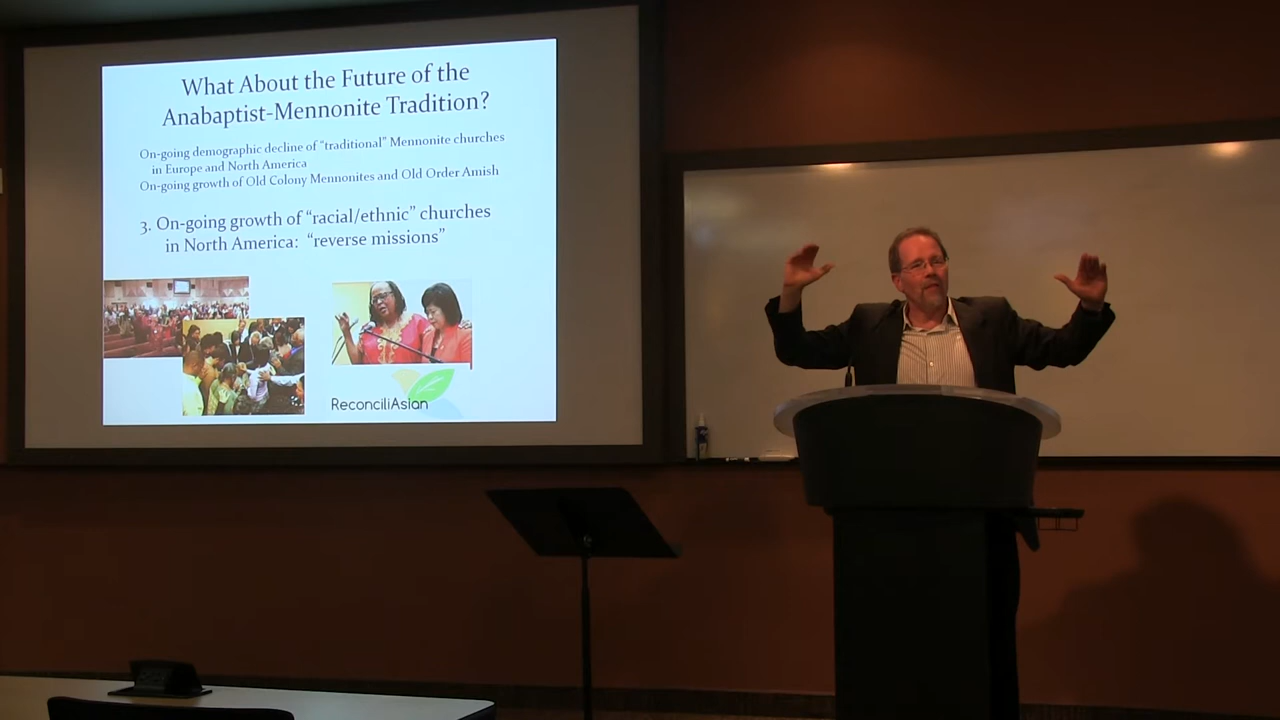 What About the Future of the
Anabaptist-Mennonite Tradition?
On-going demographic decline of "traditional" Mennonite churches
in Europe and North America
On-going growth of Old Colony Mennonites and Old Order Amish
3. On-going growth of "racial/ethnic" churches
in North America: "reverse missions"
ReconciliAsian